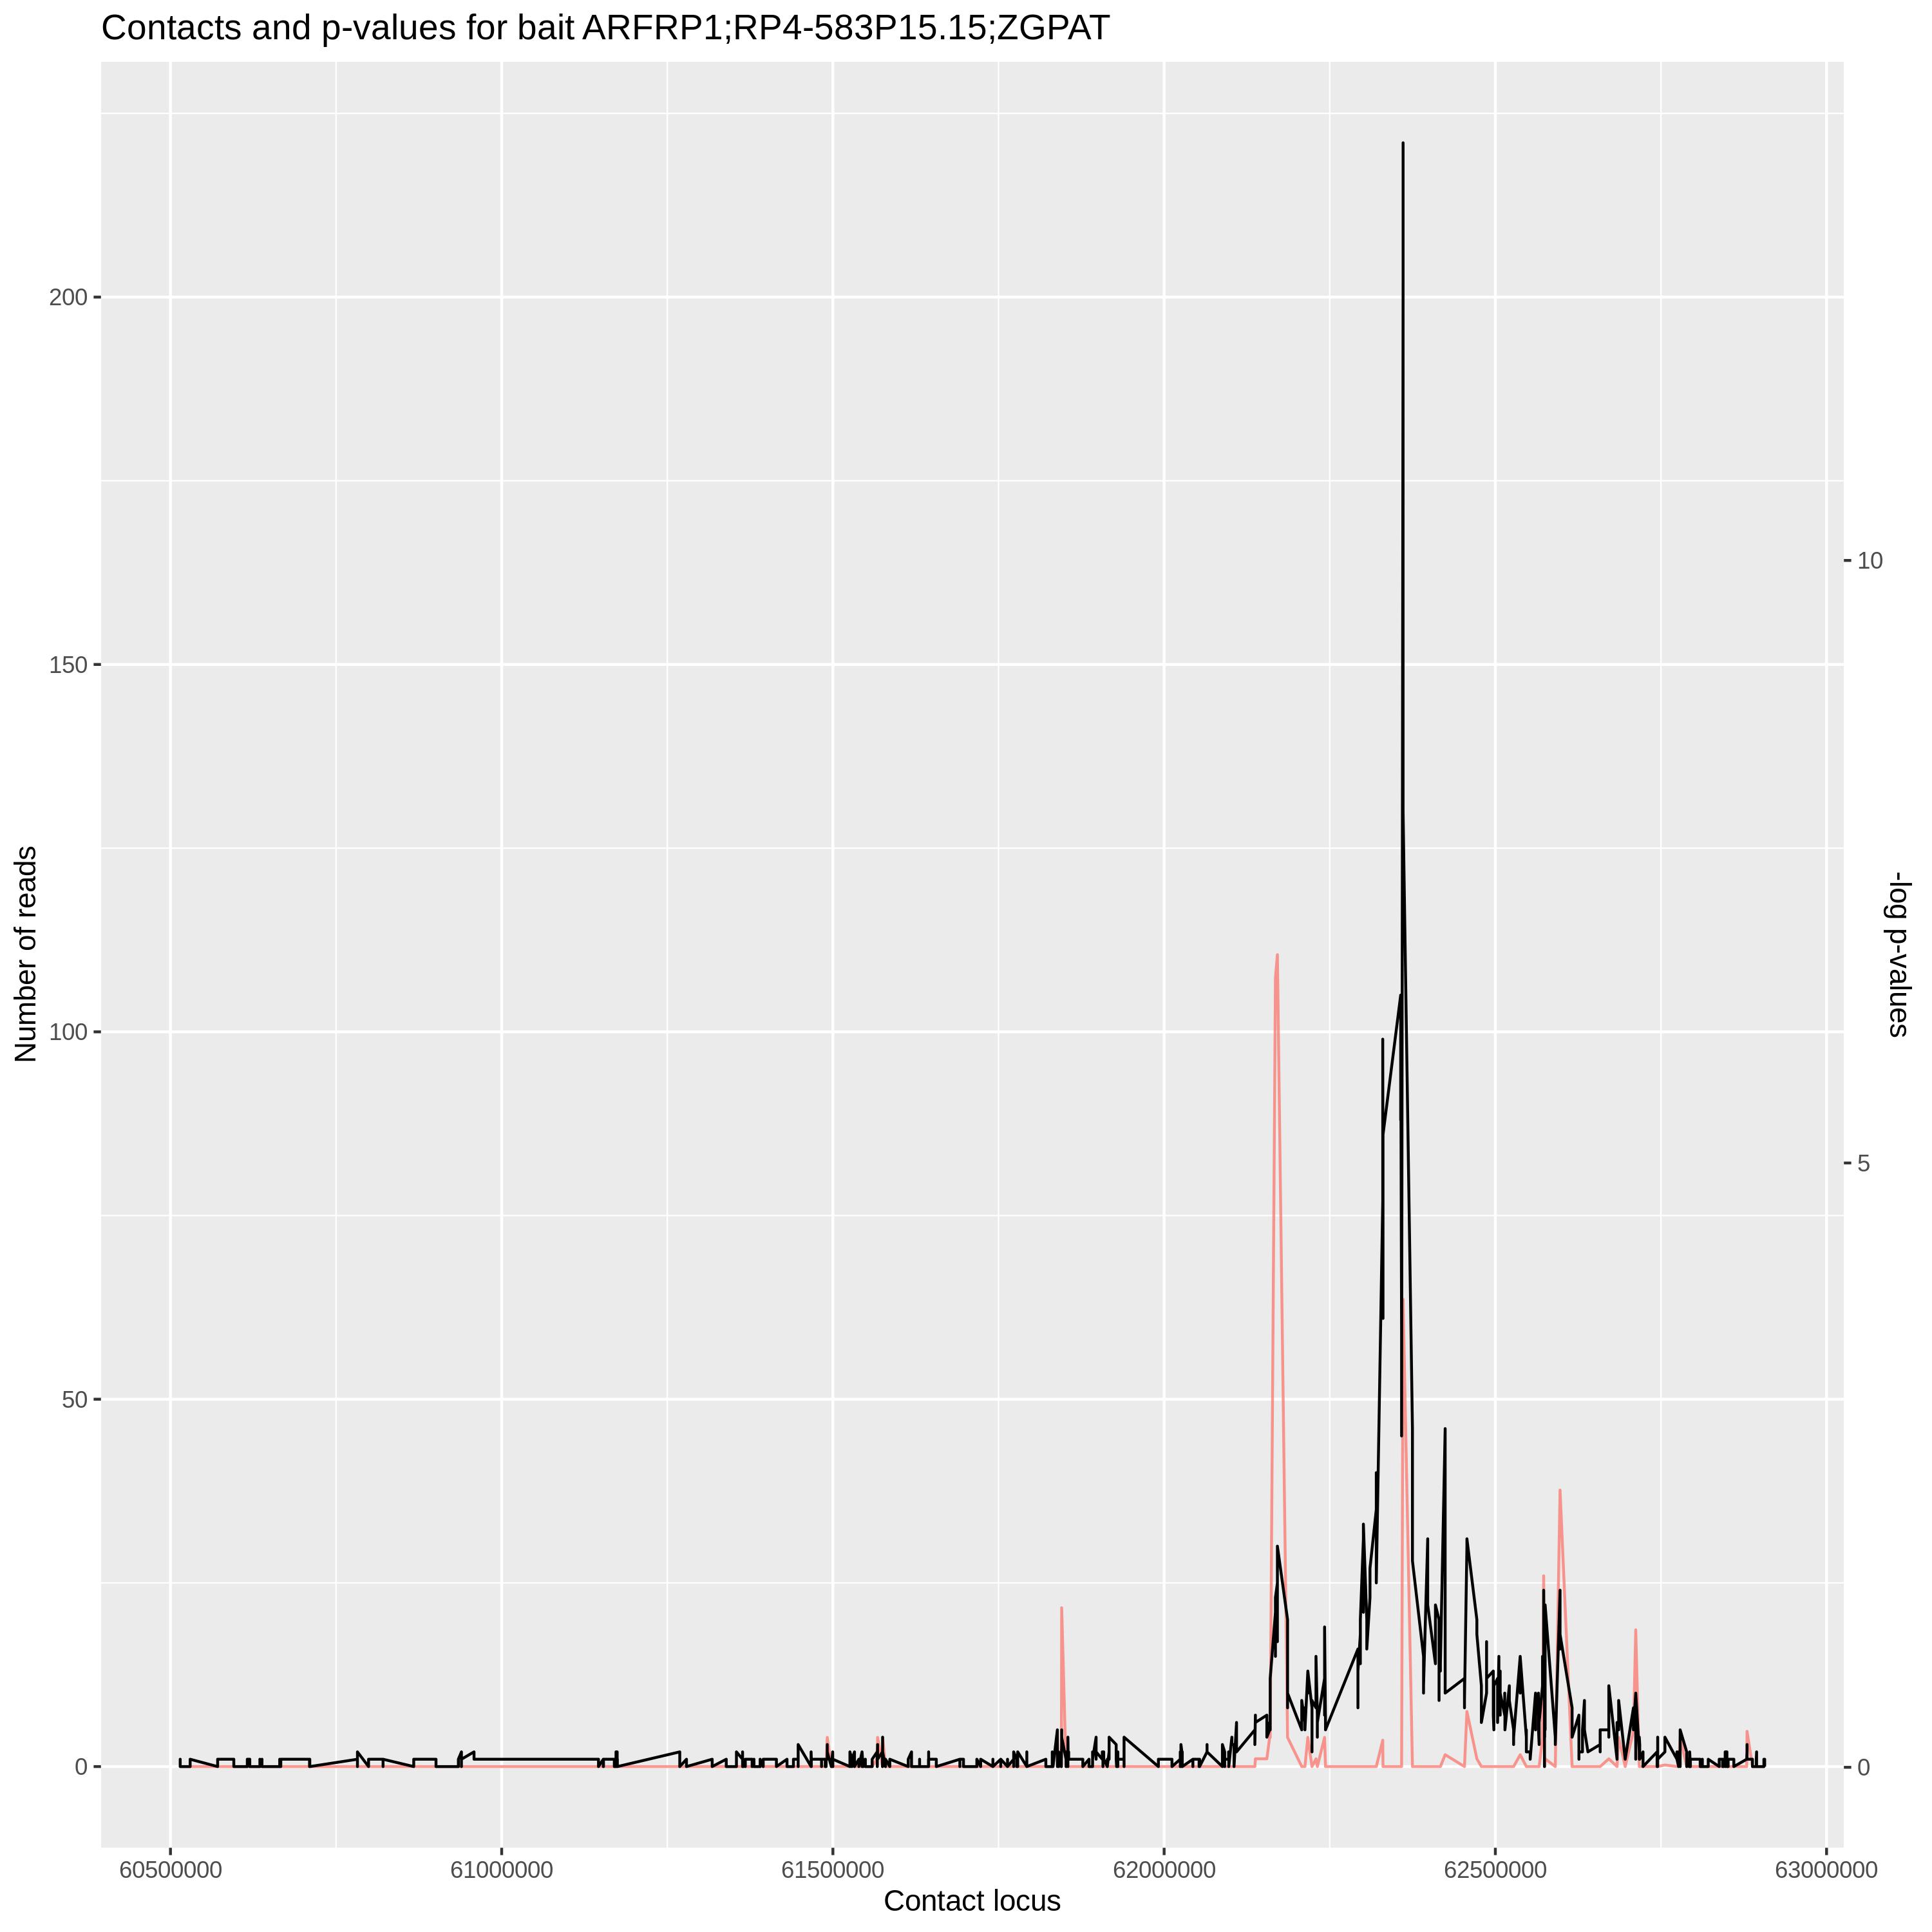 Contacts and p-values for bait ARFRP1;RP4-583P15.15;ZGPAT
Number of reads
200
150
100
50
0
10
5
0
-log p-values
60500000 61000000 61500000 62000000 62500000 63000000
Contact locus